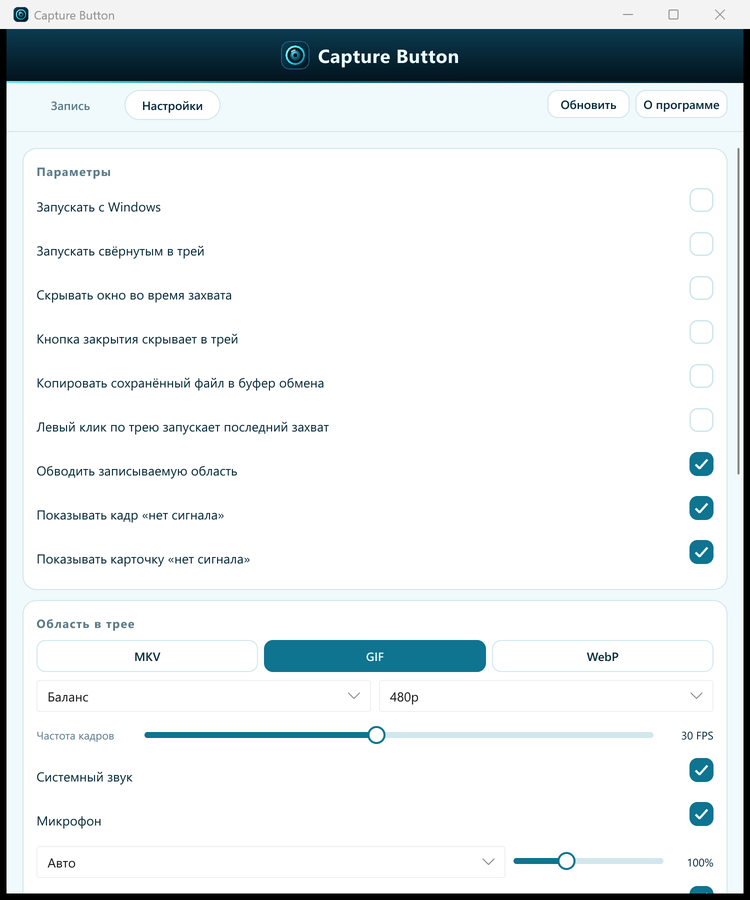 Capture Button
Capture Button
Запись
Настройки
Обновить
О программе
Параметры
Запускать с Windows
Запускать свёрнутым в трей
Скрывать окно во время захвата
Кнопка закрытия скрывает в трей
Копировать сохранённый файл в буфер обмена
Левый клик по трею запускает последний захват
Обводить записываемую область
Показывать кадр «нет сигнала»
Показывать карточку «нет сигнала»
Область в трее
MKV
GIF
WebP
Баланс
480p
Частота кадров
30 FPS
Системный звук
Микрофон
Авто
100%